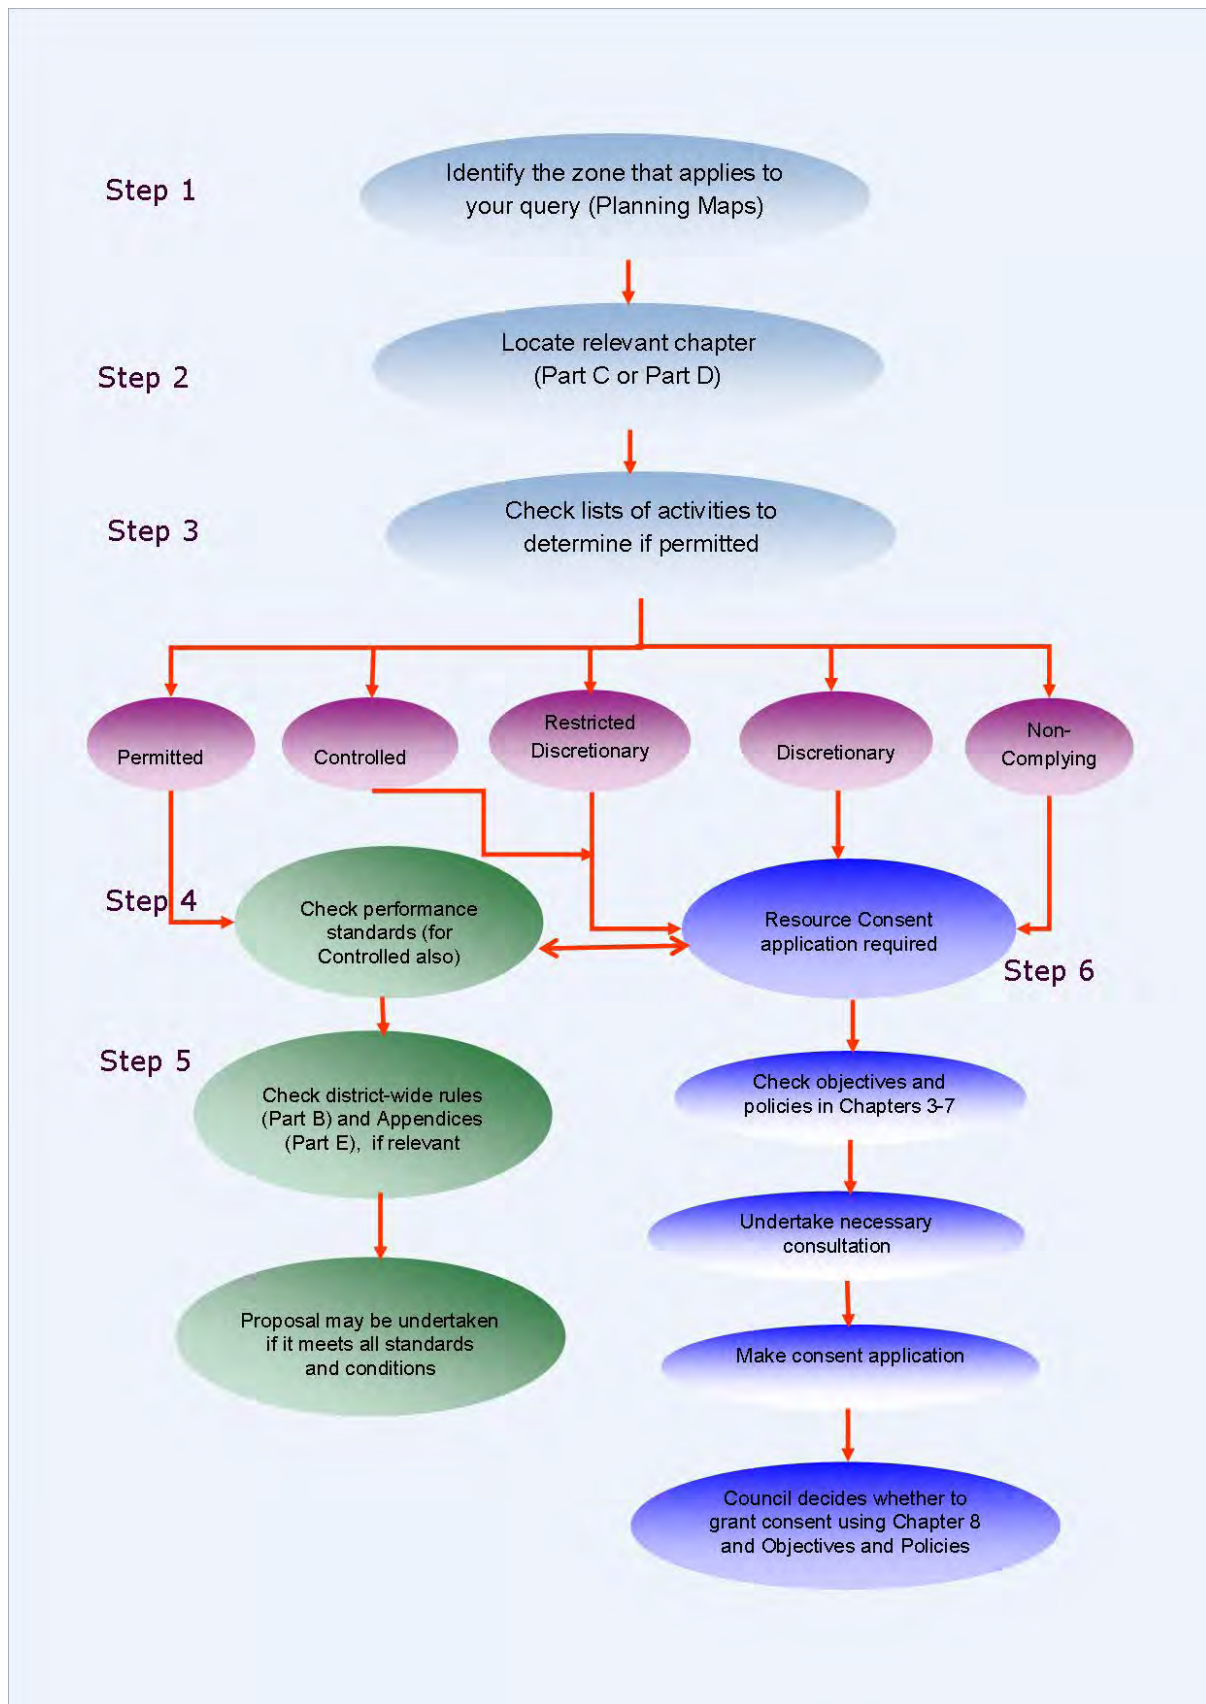 Step 1
Identify the zone that applies to
your query (Planning Maps)
Step 2
Locate relevant chapter
(Part C or Part D)
Step 3
Check lists of activities to
determine if permitted
Permitted
Controlled
Restricted
Discretionary
Discretionary
Non-
Complying
Step 4
Check performance
standards (for
Controlled also)
Resource Consent
application required
Step 6
Step 5
Check district-wide rules
(Part B) and Appendices
(Part E), if relevant
Check objectives and
policies in Chapters 3-7
Undertake necessary
consultation
Proposal may be undertaken
if it meets all standards
and conditions
Make consent application
Council decides whether to
grant consent using Chapter 8
and Objectives and Policies